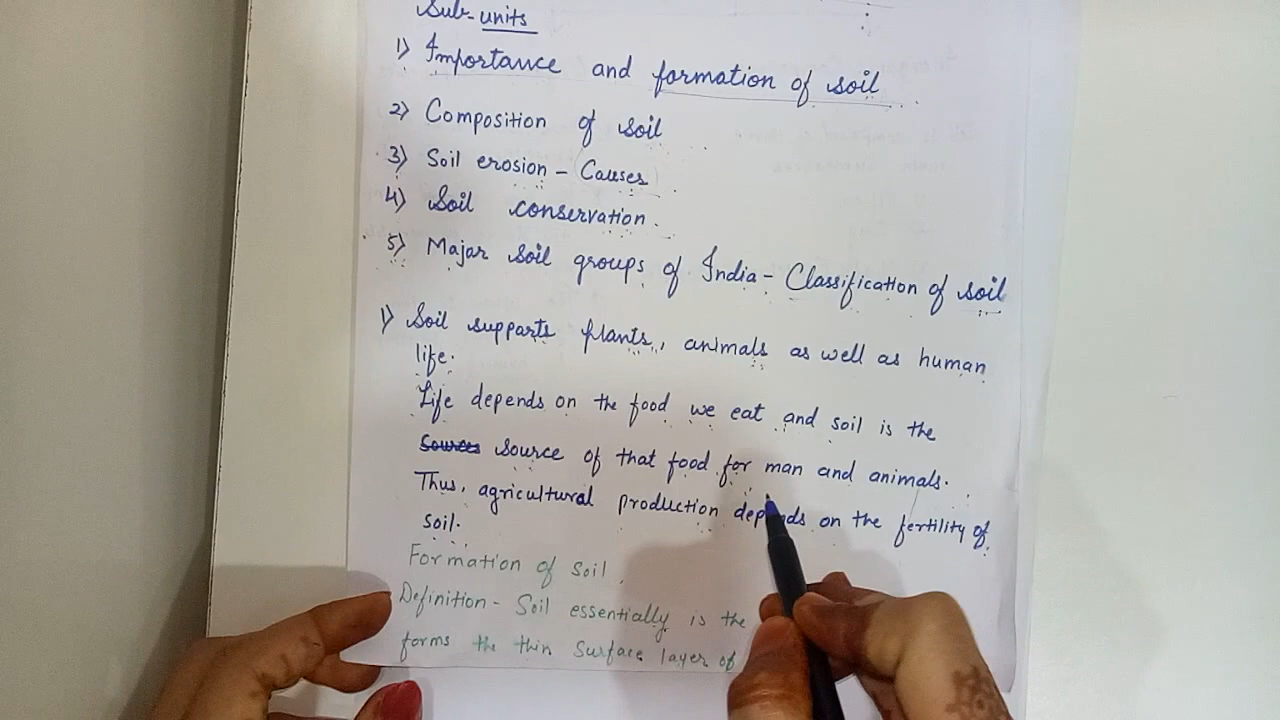 Sub-units
1) Importance and formation of soil
2) Composition of soil
3) Soil erosion - Causes
4) Soil conservation.
5) Majar soil groups of India - Classification of soil
1) Soil supparts plants, animals as well as human
life.
Life depends on the food we eat and soil is the
Sources source of that food for man and animals.
Thus, agricultural production depends on the fertility of
soil.
Formation of soil
Definition - Soil essentially is the
forms the thin surface layer of